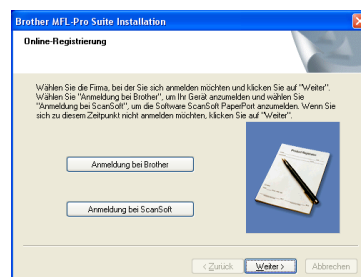 Brother MFL-Pro Suite Installation
Online-Registrierung
Wählen Sie die Firma, bei der Sie sich anmelden möchten und klicken Sie auf "Weiter".
Wählen Sie "Anmeldung bei Brother", um Ihr Gerät anzumelden und wählen Sie
"Anmeldung bei ScanSoft", um die Software ScanSoft PaperPort anzumelden. Wenn Sie
sich zu diesem Zeitpunkt nicht anmelden möchten, klicken Sie auf "Weiter".
Anmeldung bei Brother
Anmeldung bei ScanSoft
< Zurück Weiter > Abbrechen